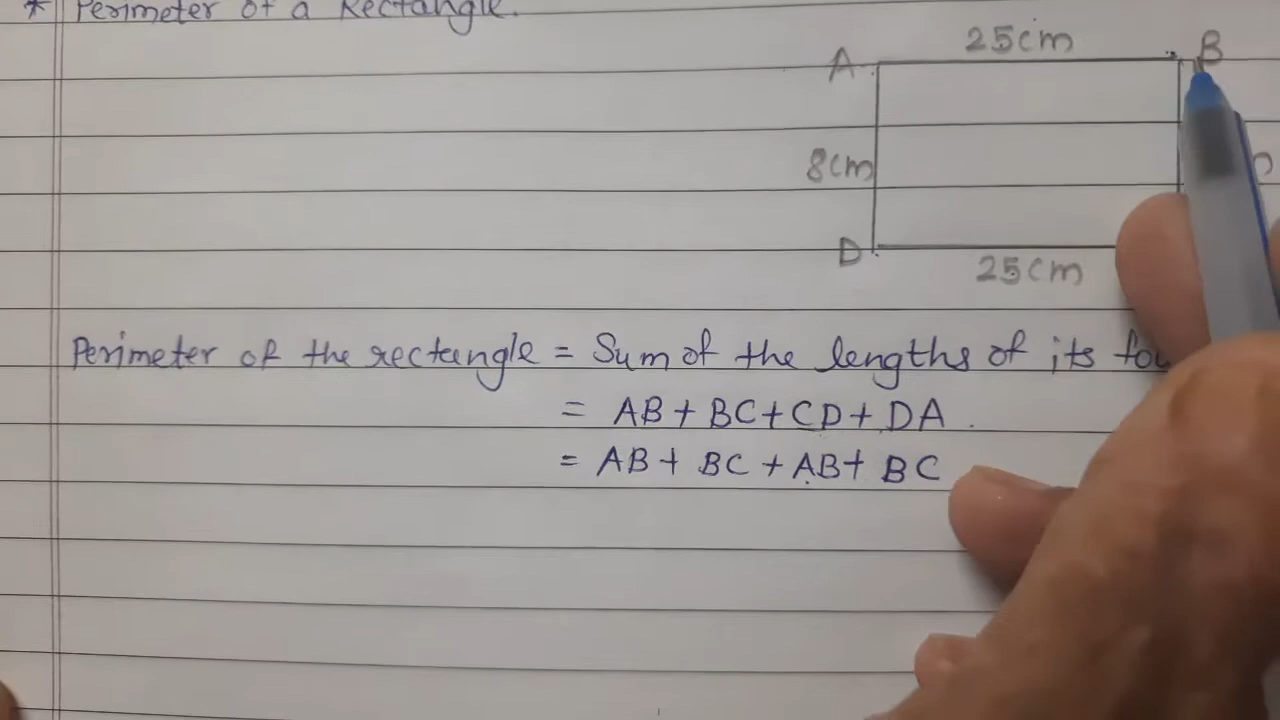 * Perimeter of a Rectangle.
25cm
A B
8cm
D
25cm
Perimeter of the rectangle = Sum of the lengths of its
= AB + BC + CD + DA.
= AB + BC + AB + BC